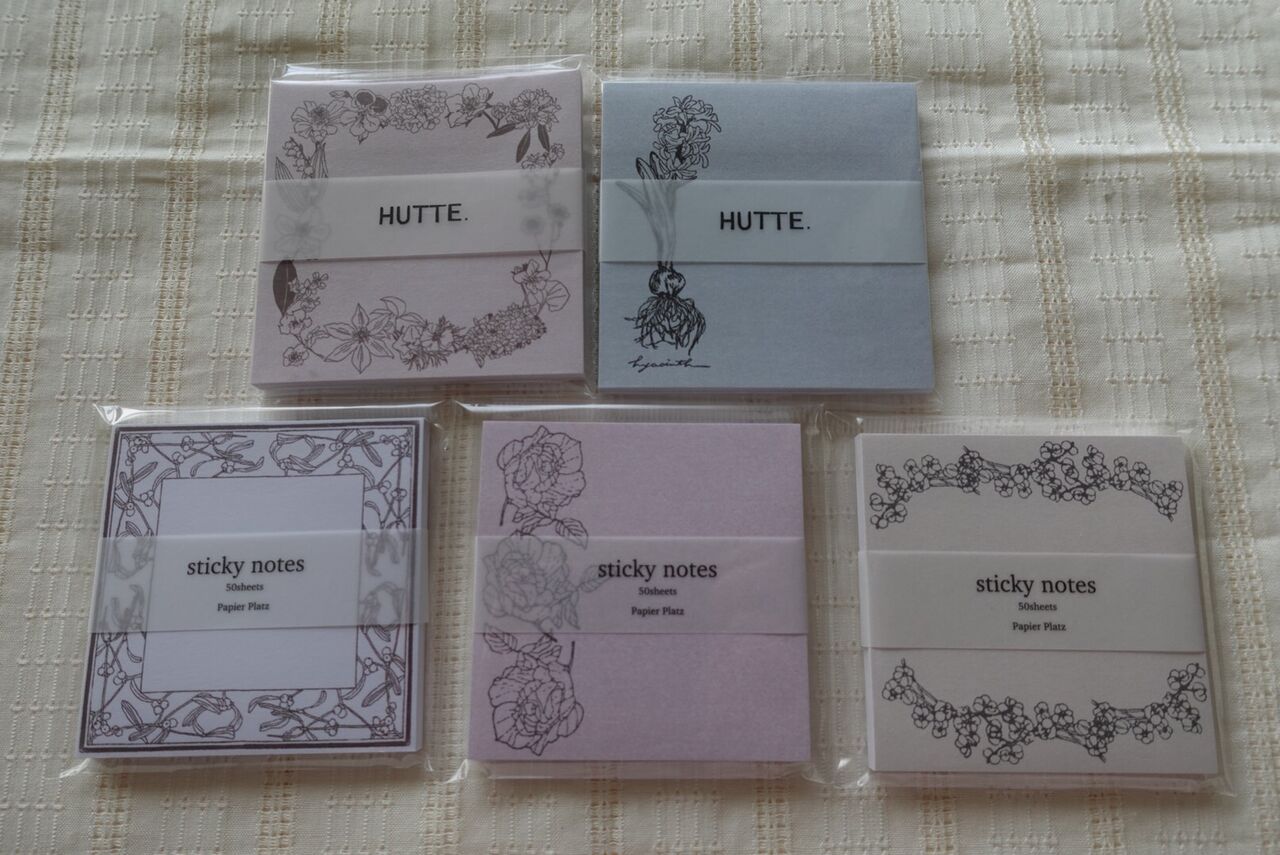 HUTTE.
HUTTE.
hyacinth
sticky notes
50sheets
Papier Platz
sticky notes
50sheets
Papier Platz
sticky notes
50sheets
Papier Platz